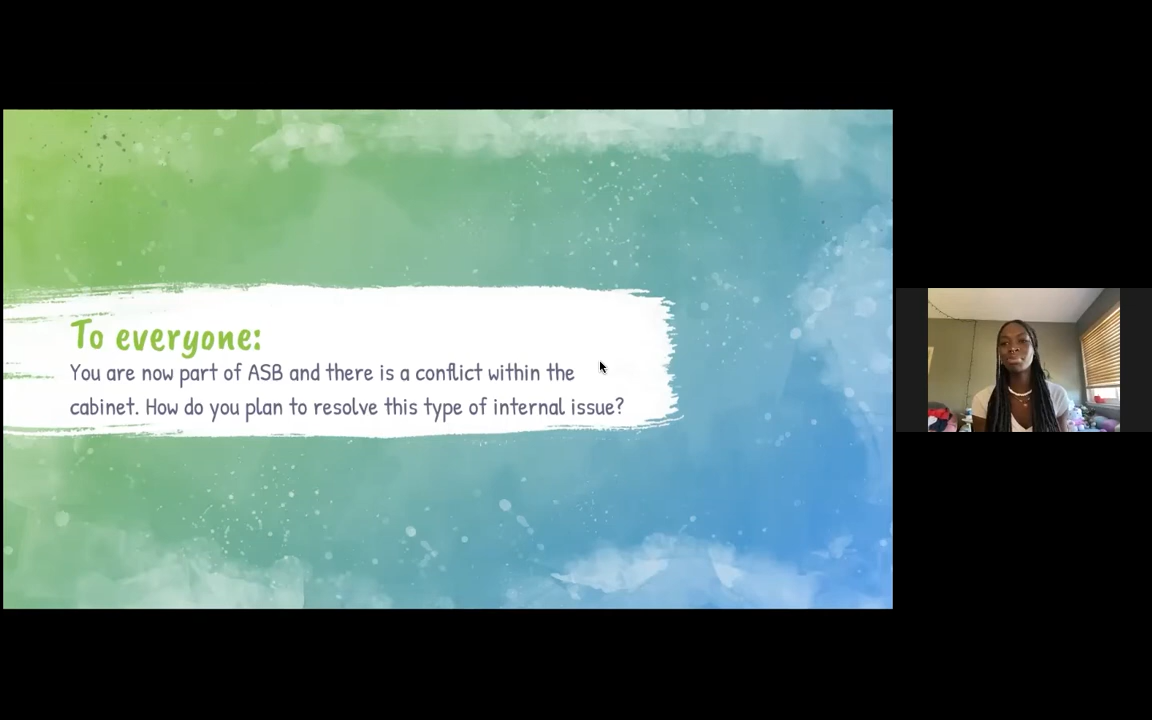 To everyone:
You are now part of ASB and there is a conflict within the
cabinet. How do you plan to resolve this type of internal issue?